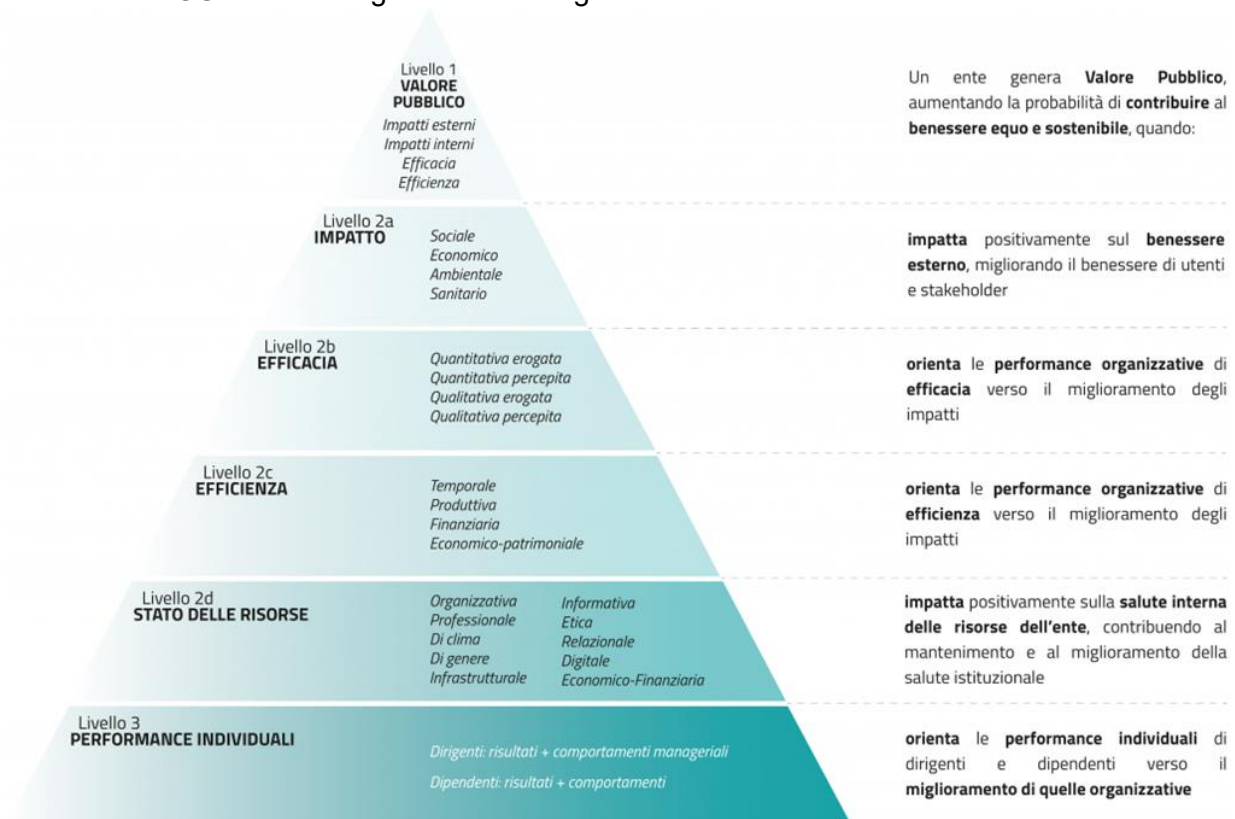 Livello 1
VALORE
PUBBLICO
Impatti esterni
Impatti interni
Efficacia
Efficienza
Un ente genera Valore Pubblico,
aumentando la probabilità di contribuire al
benessere equo e sostenibile, quando:
Livello 2a
IMPATTO
Sociale
Economico
Ambientale
Sanitario
impatta positivamente sul benessere
esterno, migliorando il benessere di utenti
e stakeholder
Livello 2b
EFFICACIA
Quantitativa erogata
Quantitativa percepita
Qualitativa erogata
Qualitativa percepita
orienta le performance organizzative di
efficacia verso il miglioramento degli
impatti
Livello 2c
EFFICIENZA
Temporale
Produttiva
Finanziaria
Economico-patrimoniale
orienta le performance organizzative di
efficienza verso il miglioramento degli
impatti
Livello 2d
STATO DELLE RISORSE
Organizzativa
Professionale
Di clima
Di genere
Infrastrutturale
Informativa
Etica
Relazionale
Digitale
Economico-Finanziaria
impatta positivamente sulla salute interna
delle risorse dell'ente, contribuendo al
mantenimento e al miglioramento della
salute istituzionale
Livello 3
PERFORMANCE INDIVIDUALI
Dirigenti: risultati + comportamenti manageriali
Dipendenti: risultati + comportamenti
orienta le performance individuali di
dirigenti e dipendenti verso il
miglioramento di quelle organizzative